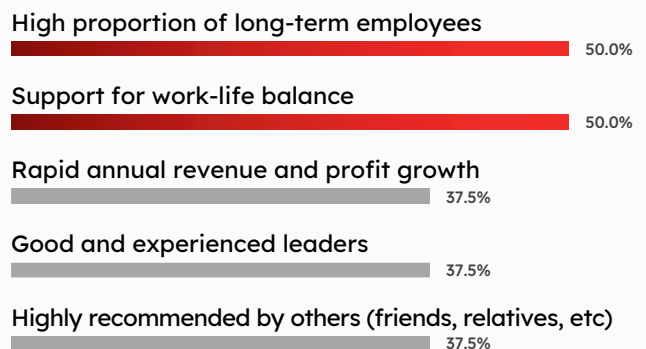 High proportion of long-term employees
50.0%
Support for work-life balance
50.0%
Rapid annual revenue and profit growth
37.5%
Good and experienced leaders
37.5%
Highly recommended by others (friends, relatives, etc)
37.5%